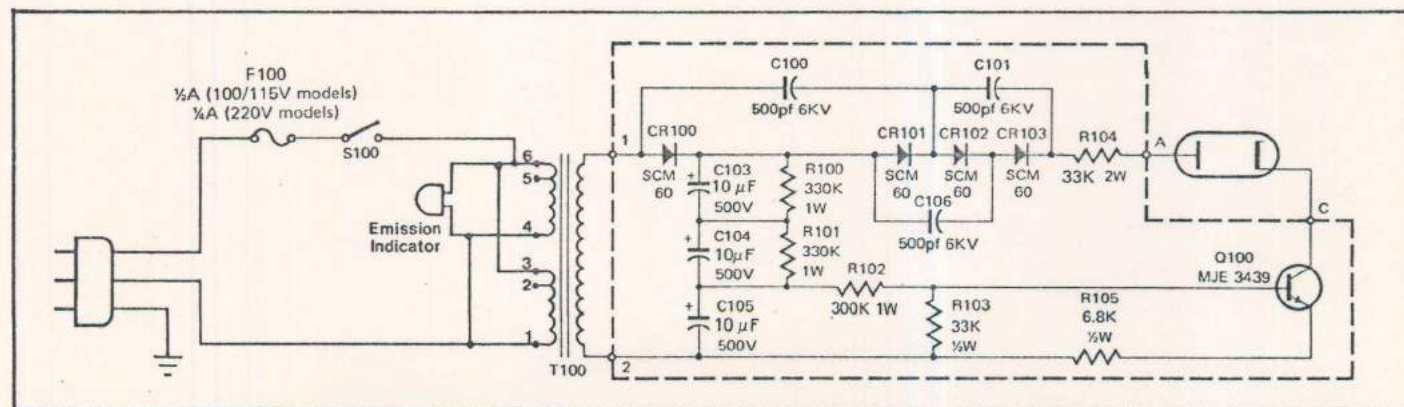 F100
½A (100/115V models)
¼A (220V models)
S100
Emission
Indicator
6
5
4
3
2
1
T100
1
2
C100
500pf 6KV
C101
500pf 6KV
CR100
SCM
60
CR101
SCM
60
CR102
SCM
60
CR103
SCM
60
R104
33K 2W
A
C103
10 µF
500V
R100
330K
1W
C106
500pf 6KV
C104
10µF
500V
R101
330K
1W
C105
10 µF
500V
R102
300K 1W
R103
33K
½W
R105
6.8K
½W
Q100
MJE 3439
C
+
+
+